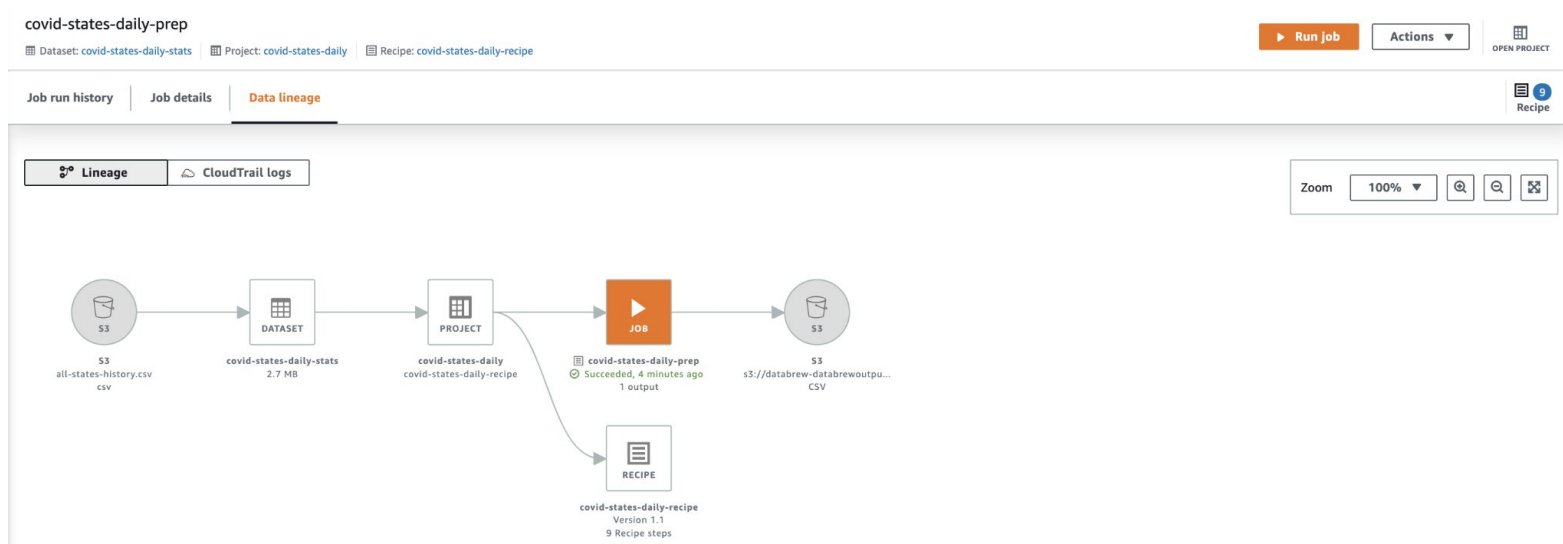 covid-states-daily-prep
Dataset: covid-states-daily-stats Project: covid-states-daily Recipe: covid-states-daily-recipe
Run job Actions OPEN PROJECT
Job run history Job details Data lineage
9
Recipe
Lineage CloudTrail logs
Zoom 100%
S3 DATASET PROJECT JOB S3
S3 covid-states-daily-stats covid-states-daily covid-states-daily-prep S3
all-states-history.csv 2.7 MB covid-states-daily-recipe Succeeded, 4 minutes ago s3://databrew-databrewoutpu...
csv 1 output CSV
RECIPE
covid-states-daily-recipe
Version 1.1
9 Recipe steps